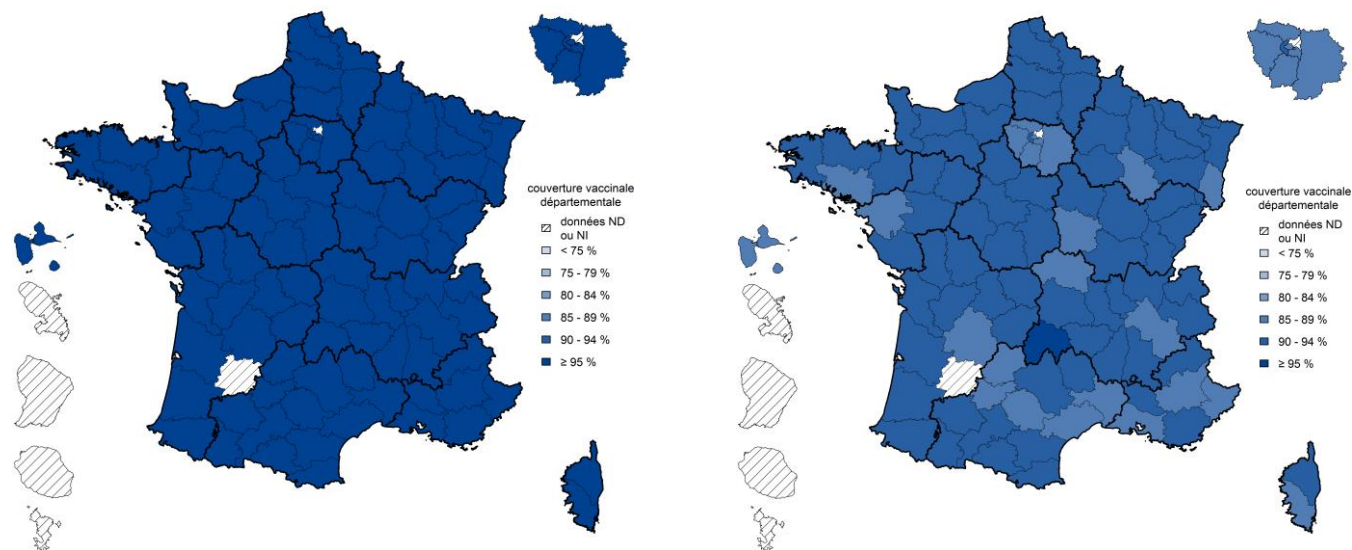 couverture vaccinale
départementale
données ND
ou NI
< 75 %
75 - 79 %
80 - 84 %
85 - 89 %
90 - 94 %
≥ 95 %
couverture vaccinale
départementale
données ND
ou NI
< 75 %
75 - 79 %
80 - 84 %
85 - 89 %
90 - 94 %
≥ 95 %